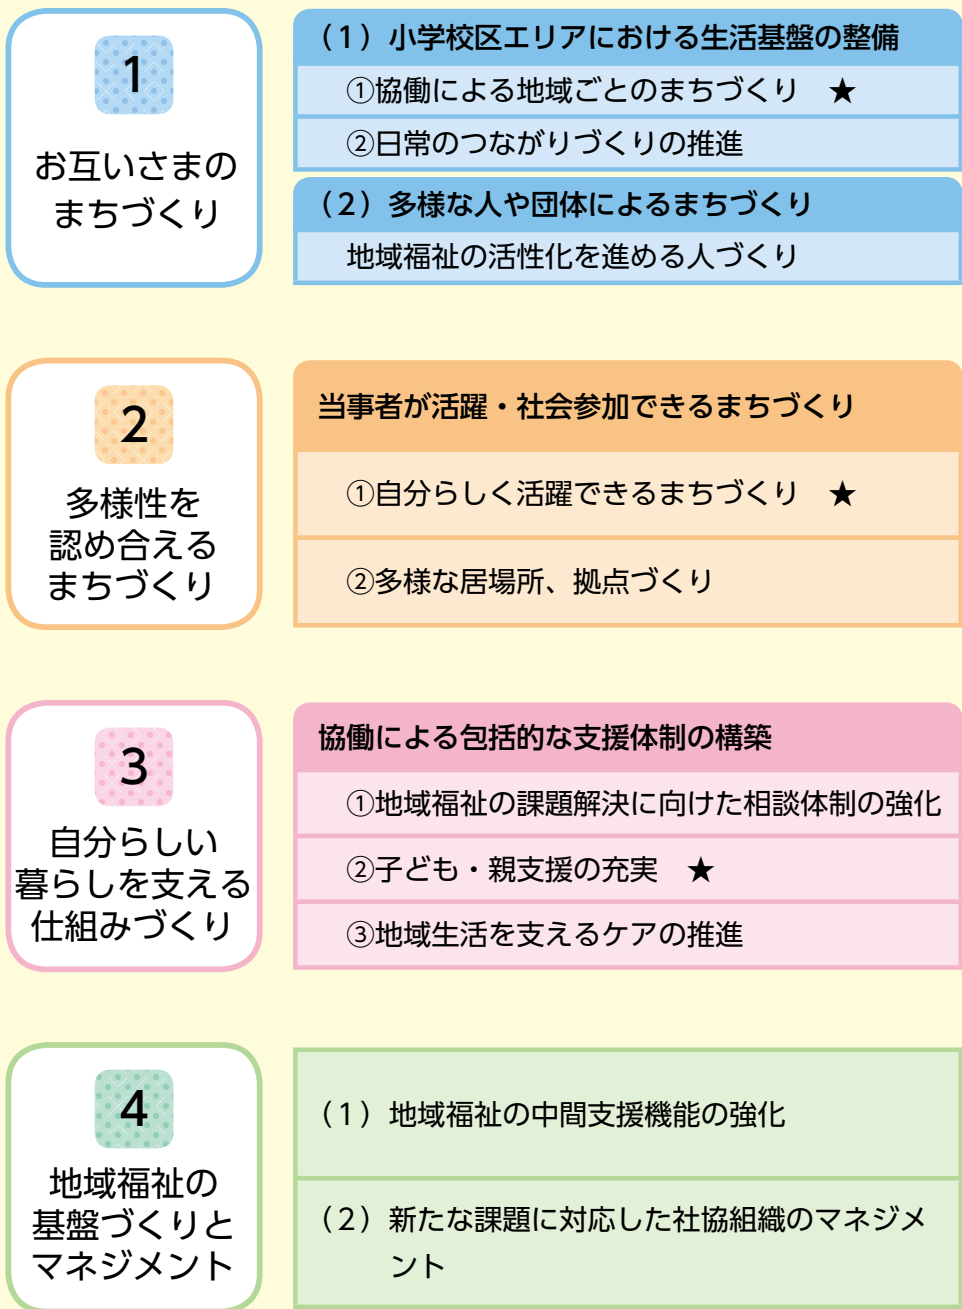 1
お互いさまの
まちづくり
（1）小学校区エリアにおける生活基盤の整備
①協働による地域ごとのまちづくり　★
②日常のつながりづくりの推進
（2）多様な人や団体によるまちづくり
地域福祉の活性化を進める人づくり
2
多様性を
認め合える
まちづくり
当事者が活躍・社会参加できるまちづくり
①自分らしく活躍できるまちづくり　★
②多様な居場所、拠点づくり
3
自分らしい
暮らしを支える
仕組みづくり
協働による包括的な支援体制の構築
①地域福祉の課題解決に向けた相談体制の強化
②子ども・親支援の充実　★
③地域生活を支えるケアの推進
4
地域福祉の
基盤づくりと
マネジメント
（1）地域福祉の中間支援機能の強化
（2）新たな課題に対応した社協組織のマネジメ
ント